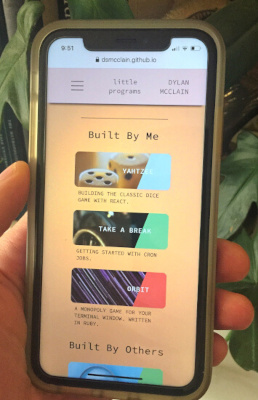 9:51
dsmcclain.github.io
little programs
DYLAN MCCLAIN
Built By Me
YAHTZEE
BUILDING THE CLASSIC DICE
GAME WITH REACT.
TAKE A BREAK
GETTING STARTED WITH CRON
JOBS.
ORBIT
A MONOPOLY GAME FOR YOUR
TERMINAL WINDOW. WRITTEN
IN RUBY.
Built By Others